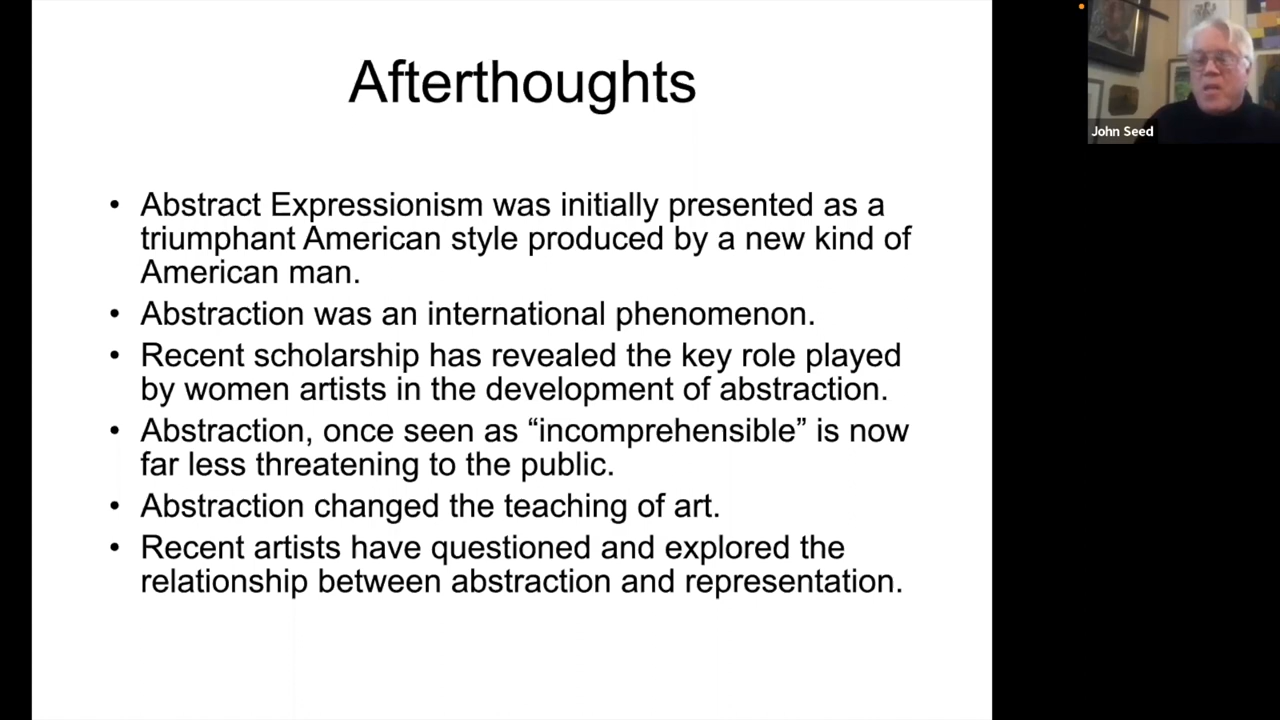 Afterthoughts
• Abstract Expressionism was initially presented as a
triumphant American style produced by a new kind of
American man.
• Abstraction was an international phenomenon.
• Recent scholarship has revealed the key role played
by women artists in the development of abstraction.
• Abstraction, once seen as “incomprehensible” is now
far less threatening to the public.
• Abstraction changed the teaching of art.
• Recent artists have questioned and explored the
relationship between abstraction and representation.
John Seed